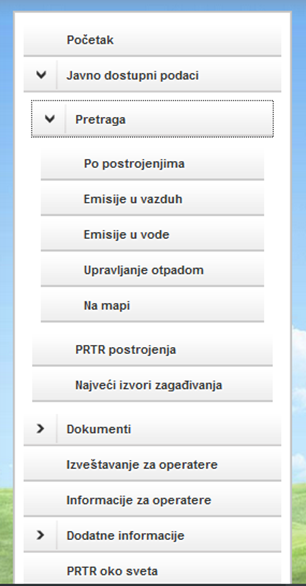 Početak
Javno dostupni podaci
Pretraga
Po postrojenjima
Emisije u vazduh
Emisije u vode
Upravljanje otpadom
Na mapi
PRTR postrojenja
Najveći izvori zagađivanja
Dokumenti
Izveštavanje za operatere
Informacije za operatere
Dodatne informacije
PRTR oko sveta